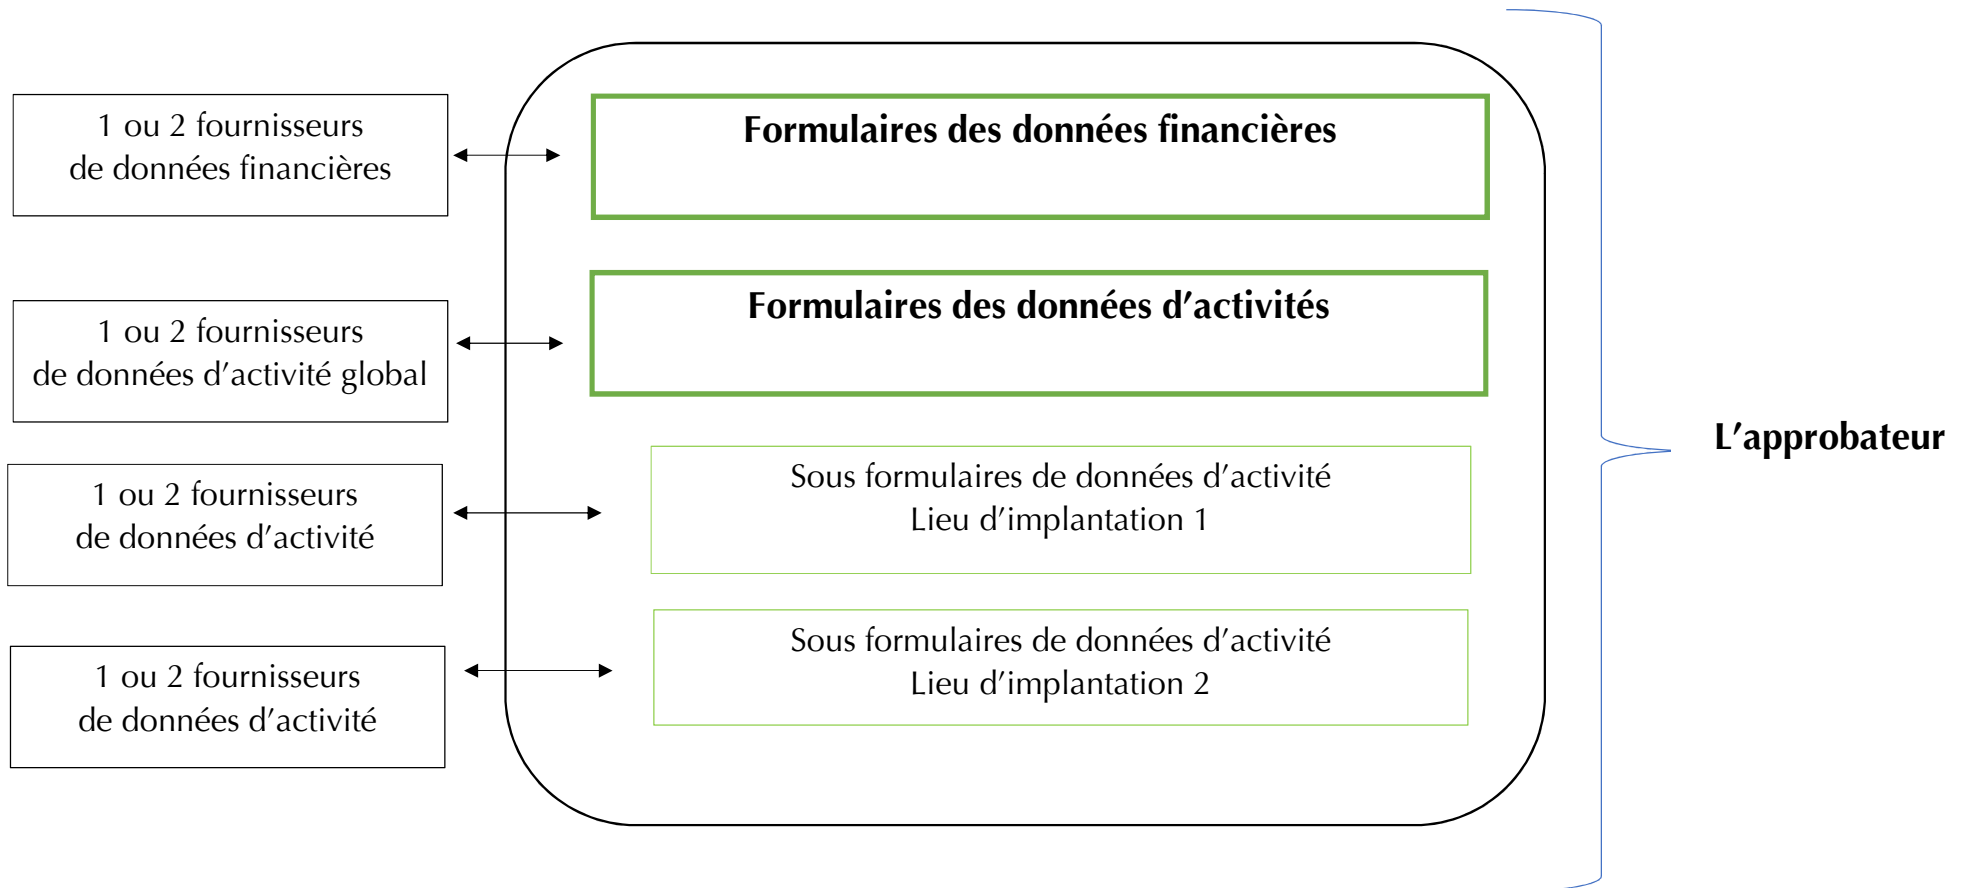 1 ou 2 fournisseurs
de données financières
Formulaires des données financières
1 ou 2 fournisseurs
de données d’activité global
Formulaires des données d’activités
1 ou 2 fournisseurs
de données d’activité
Sous formulaires de données d’activité
Lieu d’implantation 1
1 ou 2 fournisseurs
de données d’activité
Sous formulaires de données d’activité
Lieu d’implantation 2
L’approbateur